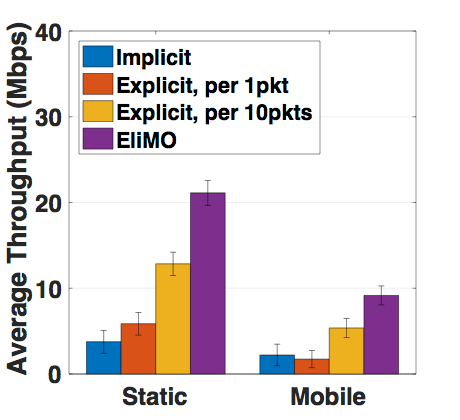 Average Throughput (Mbps)
40
30
20
10
0
Implicit
Explicit, per 1pkt
Explicit, per 10pkts
EliMO
Static
Mobile